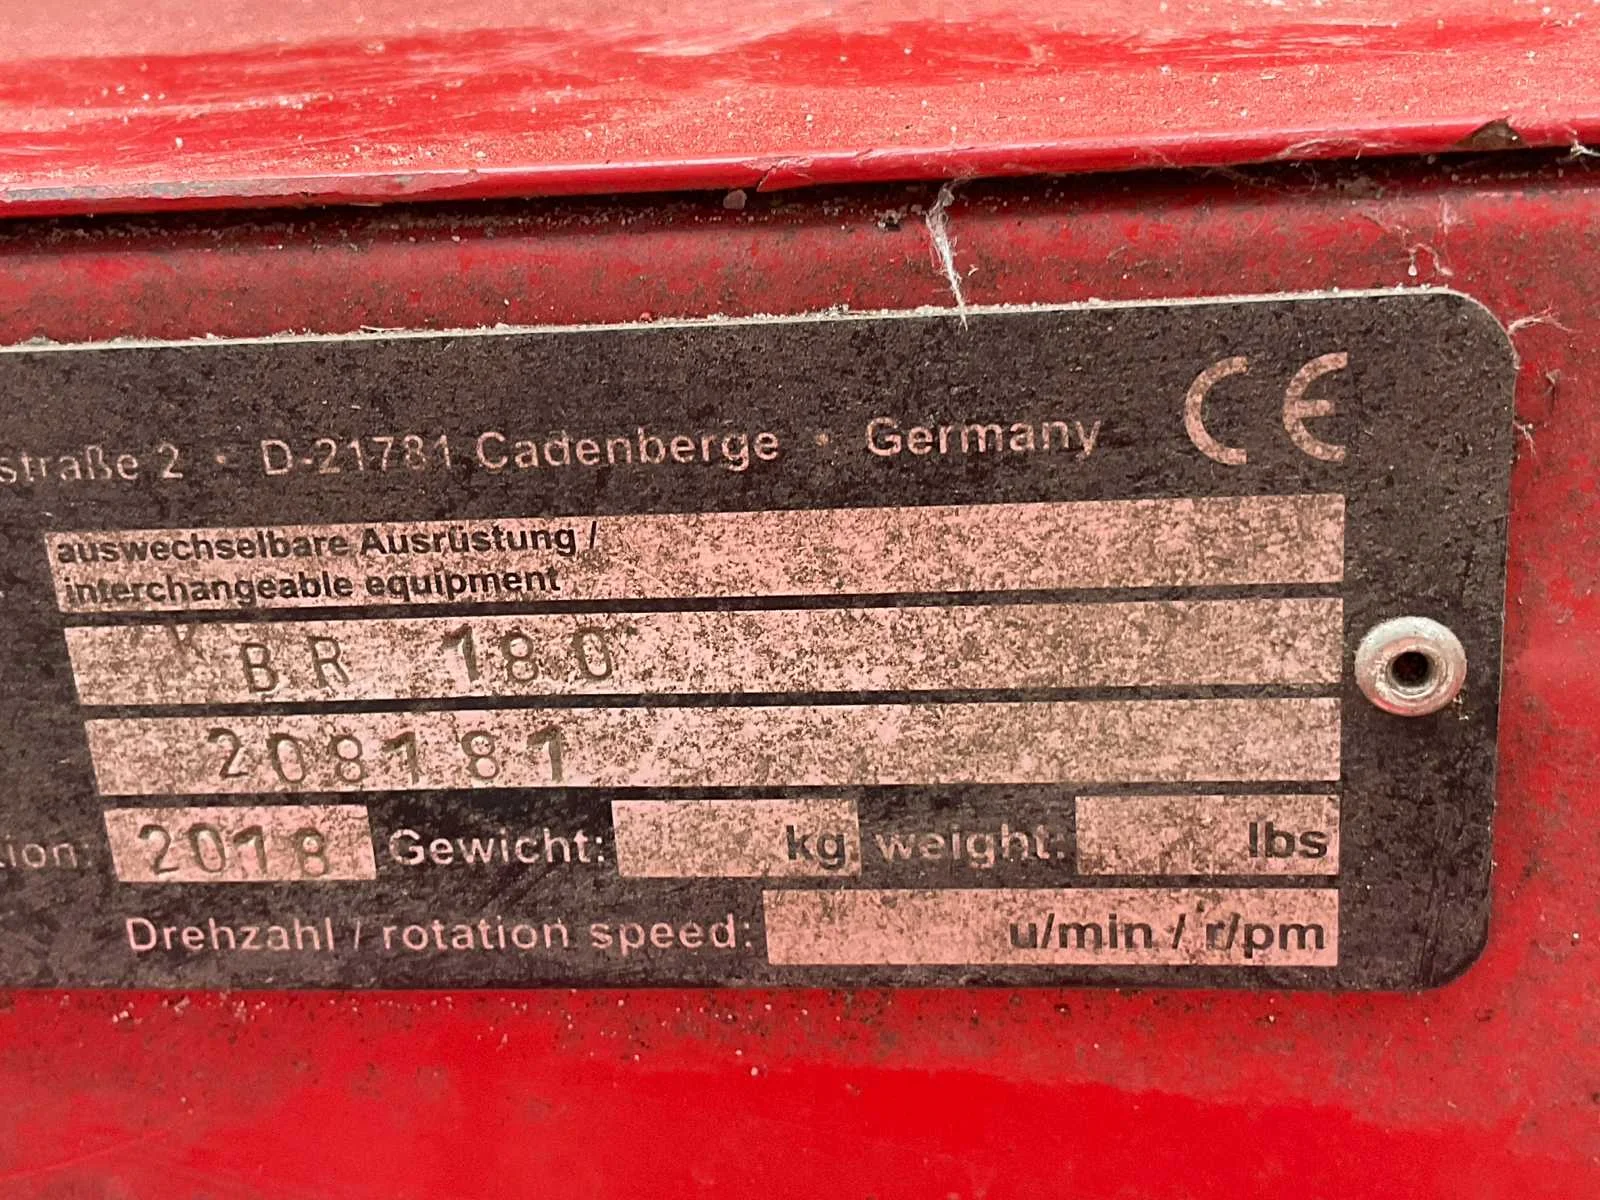 straße 2 · D-21781 Cadenberge · Germany CE
auswechselbare Ausrüstung /
interchangeable equipment
BR 180
208181
tion: 2018 Gewicht: kg weight: lbs
Drehzahl / rotation speed: u/min / r/pm